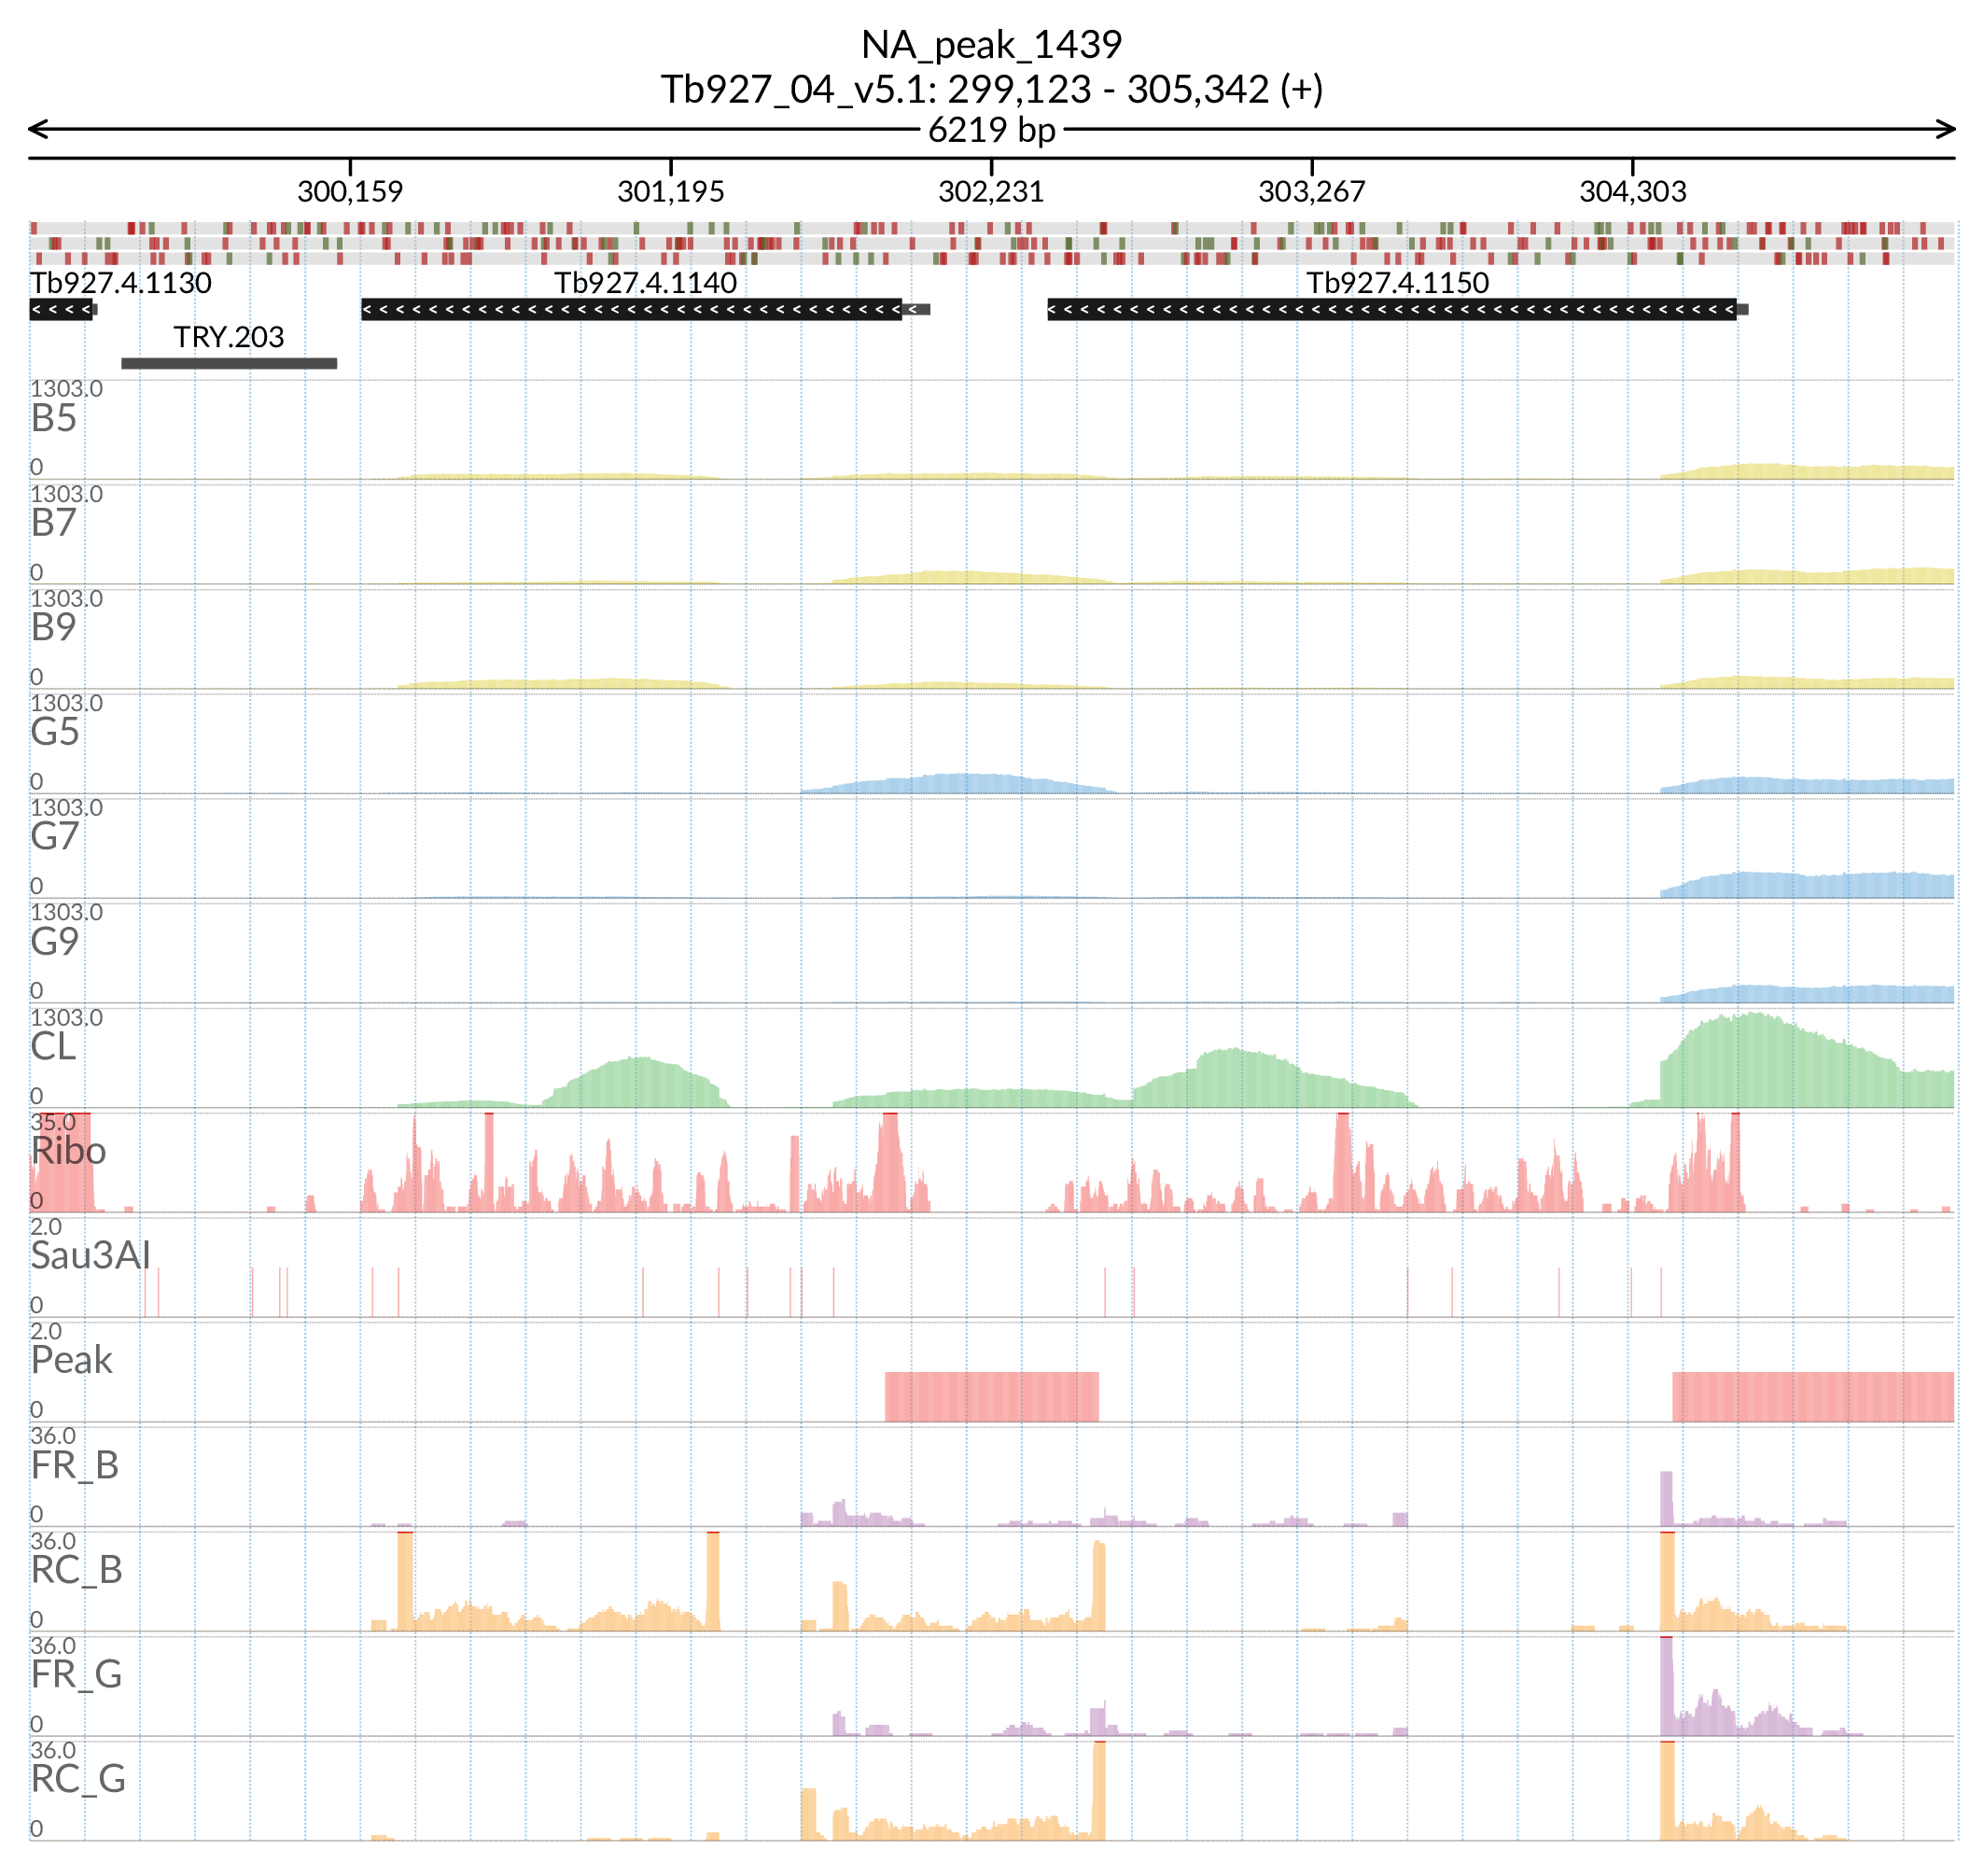 NA_peak_1439
Tb927_04_v5.1: 299,123 - 305,342 (+)
6219 bp
300,159 301,195 302,231 303,267 304,303
Tb927.4.1130 Tb927.4.1140 Tb927.4.1150
TRY.203
1303.0
B5
0
1303.0
B7
0
1303.0
B9
0
1303.0
G5
0
1303.0
G7
0
1303.0
G9
0
1303.0
CL
0
35.0
Ribo
0
2.0
Sau3AI
0
2.0
Peak
0
36.0
FR_B
0
36.0
RC_B
0
36.0
FR_G
0
36.0
RC_G
0